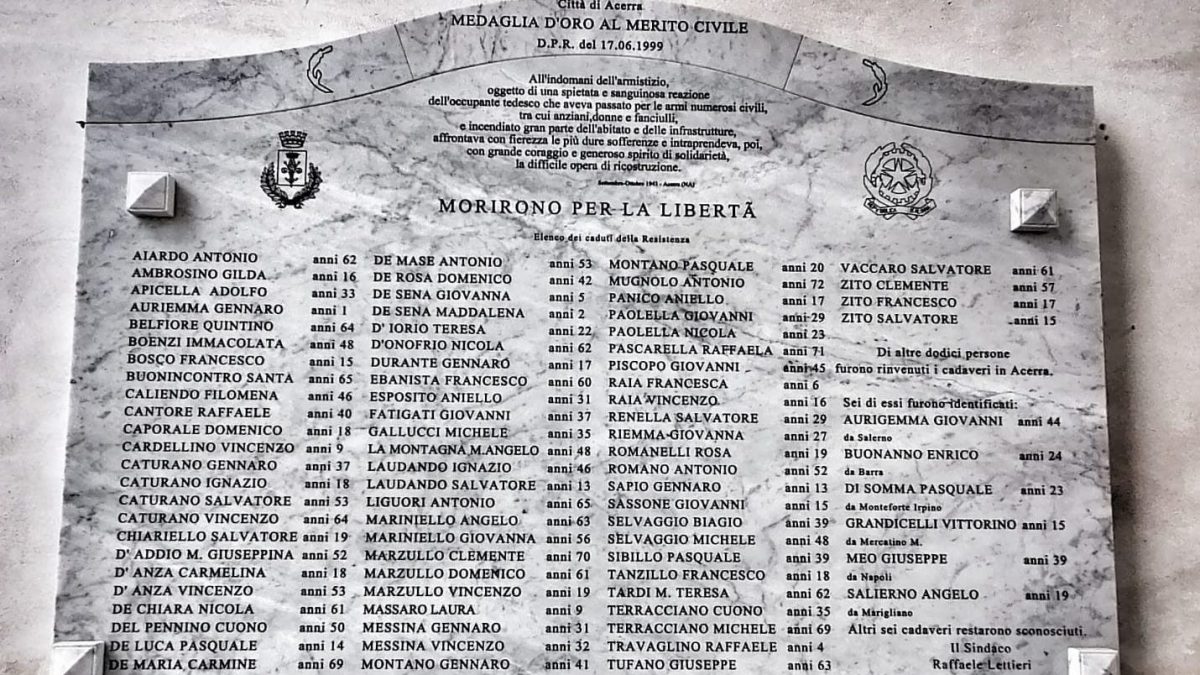 Città di Acerra
MEDAGLIA D'ORO AL MERITO CIVILE
D.P.R. del 17.06.1999
All'indomani dell'armistizio,
oggetto di una spietata e sanguinosa reazione
dell'occupante tedesco che aveva passato per le armi numerosi civili,
tra cui anziani,donne e fanciulli,
e incendiato gran parte dell'abitato e delle infrastrutture,
affrontava con fierezza le più dure sofferenze e intraprendeva, poi,
con grande coraggio e generoso spirito di solidarietà,
la difficile opera di ricostruzione.
Settembre-Ottobre 1943 - Acerra (NA)
MORIRONO PER LA LIBERTÃ
Elenco dei caduti della Resistenza
AIARDO ANTONIO anni 62
AMBROSINO GILDA anni 16
APICELLA ADOLFO anni 33
AURIEMMA GENNARO anni 1
BELFIORE QUINTINO anni 64
BOENZI IMMACOLATA anni 48
BOSCO FRANCESCO anni 15
BUONINCONTRO SANTA anni 65
CALIENDO FILOMENA anni 46
CANTORE RAFFAELE anni 40
CAPORALE DOMENICO anni 18
CARDELLINO VINCENZO anni 9
CATURANO GENNARO anni 37
CATURANO IGNAZIO anni 18
CATURANO SALVATORE anni 53
CATURANO VINCENZO anni 64
CHIARIELLO SALVATORE anni 19
D' ADDIO M. GIUSEPPINA anni 52
D' ANZA CARMELINA anni 18
D' ANZA VINCENZO anni 53
DE CHIARA NICOLA anni 61
DEL PENNINO CUONO anni 50
DE LUCA PASQUALE anni 14
DE MARIA CARMINE anni 69
DE MASE ANTONIO anni 53
DE ROSA DOMENICO anni 42
DE SENA GIOVANNA anni 5
DE SENA MADDALENA anni 2
D' IORIO TERESA anni 22
D'ONOFRIO NICOLA anni 62
DURANTE GENNARO anni 17
EBANISTA FRANCESCO anni 60
ESPOSITO ANIELLO anni 31
FATIGATI GIOVANNI anni 37
GALLUCCI MICHELE anni 35
LA MONTAGNA M.ANGELO anni 48
LAUDANDO IGNAZIO anni 46
LAUDANDO SALVATORE anni 13
LIGUORI ANTONIO anni 65
MARINIELLO ANGELO anni 63
MARINIELLO GIOVANNA anni 56
MARZULLO CLEMENTE anni 70
MARZULLO DOMENICO anni 61
MARZULLO VINCENZO anni 19
MASSARO LAURA anni 9
MESSINA GENNARO anni 31
MESSINA VINCENZO anni 32
MONTANO GENNARO anni 41
MONTANO PASQUALE anni 20
MUGNOLO ANTONIO anni 72
PANICO ANIELLO anni 17
PAOLELLA GIOVANNI anni 29
PAOLELLA NICOLA anni 23
PASCARELLA RAFFAELA anni 71
PISCOPO GIOVANNI anni 45
RAIA FRANCESCA anni 6
RAIA VINCENZO anni 16
RENELLA SALVATORE anni 29
RIEMMA GIOVANNA anni 27
ROMANELLI ROSA anni 19
ROMANO ANTONIO anni 52
SAPIO GENNARO anni 13
SASSONE GIOVANNI anni 15
SELVAGGIO BIAGIO anni 39
SELVAGGIO MICHELE anni 48
SIBILLO PASQUALE anni 39
TANZILLO FRANCESCO anni 18
TARDI M. TERESA anni 62
TERRACCIANO CUONO anni 35
TERRACCIANO MICHELE anni 69
TRAVAGLINO RAFFAELE anni 4
TUFANO GIUSEPPE anni 63
VACCARO SALVATORE anni 61
ZITO CLEMENTE anni 57
ZITO FRANCESCO anni 17
ZITO SALVATORE anni 15
Di altre dodici persone
furono rinvenuti i cadaveri in Acerra.
Sei di essi furono identificati:
AURIGEMMA GIOVANNI anni 44
da Salerno
BUONANNO ENRICO anni 24
da Barra
DI SOMMA PASQUALE anni 23
da Monteforte Irpino
GRANDICELLI VITTORINO anni 15
da Mercatino M.
MEO GIUSEPPE anni 39
da Napoli
SALIERNO ANGELO anni 19
da Marigliano
Altri sei cadaveri restarono sconosciuti.
Il Sindaco
Raffaele Lettieri